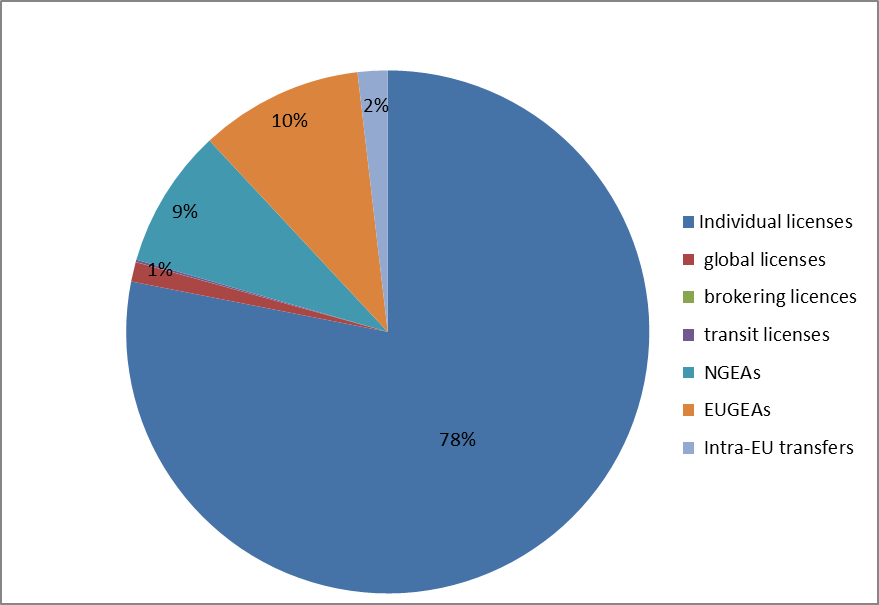 2%
10%
9%
1%
78%
Individual licenses
global licenses
brokering licences
transit licenses
NGEAs
EUGEAs
Intra-EU transfers